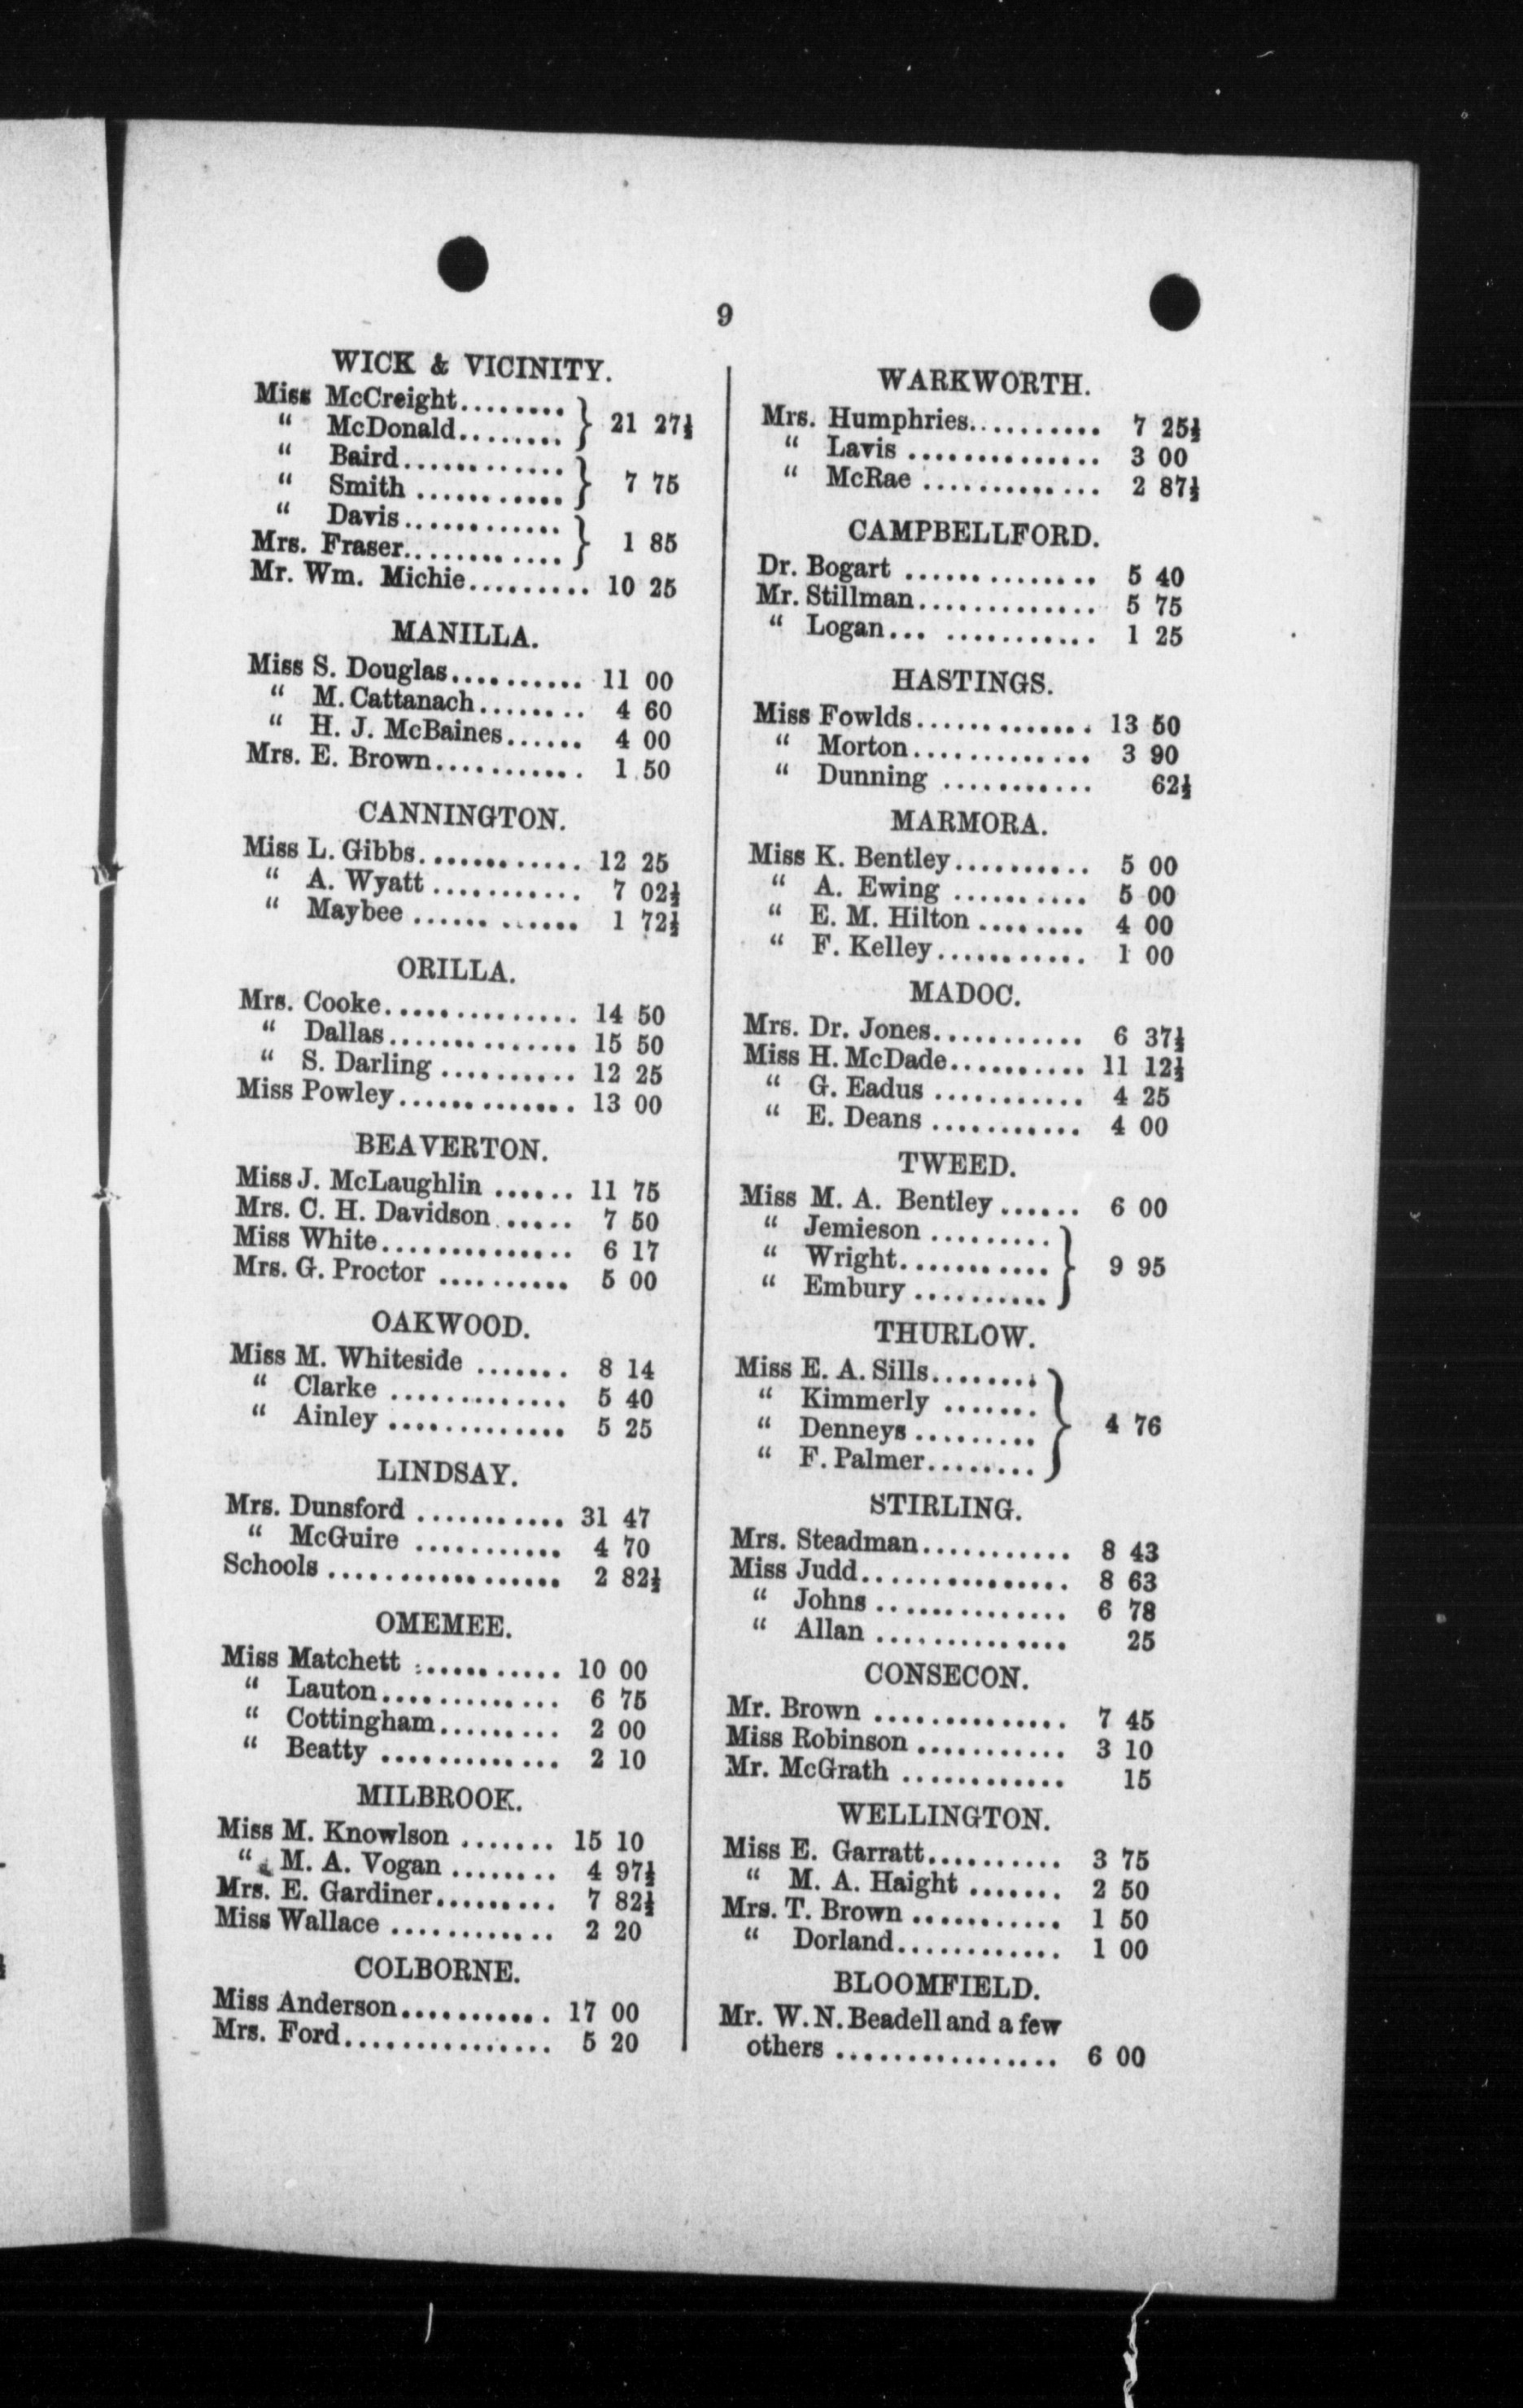 9
WICK & VICINITY.
Miss McCreight........ } 21 27½
" McDonald........
" Baird............ } 7 75
" Smith ...........
" Davis............ } 1 85
Mrs. Fraser............
Mr. Wm. Michie......... 10 25
MANILLA.
Miss S. Douglas.......... 11 00
" M. Cattanach........ 4 60
" H. J. McBaines...... 4 00
Mrs. E. Brown........... 1 50
CANNINGTON.
Miss L. Gibbs............ 12 25
" A. Wyatt........... 7 02½
" Maybee ...... ...... 1 72½
ORILLA.
Mrs. Cooke.............. 14 50
" Dallas.............. 15 50
" S. Darling .......... 12 25
Miss Powley............. 13 00
BEAVERTON.
Miss J. McLaughlin ...... 11 75
Mrs. C. H. Davidson ..... 7 50
Miss White.............. 6 17
Mrs. G. Proctor .......... 5 00
OAKWOOD.
Miss M. Whiteside ....... 8 14
" Clarke ............. 5 40
" Ainley ............. 5 25
LINDSAY.
Mrs. Dunsford ........... 31 47
" McGuire ........... 4 70
Schools ................. 2 82½
OMEMEE.
Miss Matchett .......... 10 00
" Lauton............. 6 75
" Cottingham......... 2 00
" Beatty ............. 2 10
MILBROOK.
Miss M. Knowlson ....... 15 10
" M. A. Vogan ........ 4 97½
Mrs. E. Gardiner......... 7 82½
Miss Wallace ............ 2 20
COLBORNE.
Miss Anderson........... 17 00
Mrs. Ford............... 5 20
WARKWORTH.
Mrs. Humphries.......... 7 25½
" Lavis .............. 3 00
" McRae ............. 2 87½
CAMPBELLFORD.
Dr. Bogart .............. 5 40
Mr. Stillman............. 5 75
" Logan... ........... 1 25
HASTINGS.
Miss Fowlds............. 13 50
" Morton............. 3 90
" Dunning ........... 62½
MARMORA.
Miss K. Bentley.......... 5 00
" A. Ewing .......... 5 00
" E. M. Hilton ........ 4 00
" F. Kelley........... 1 00
MADOC.
Mrs. Dr. Jones........... 6 37½
Miss H. McDade.......... 11 12½
" G. Eadus ........... 4 25
" E. Deans ........... 4 00
TWEED.
Miss M. A. Bentley ...... 6 00
" Jemieson .........
" Wright........... } 9 95
" Embury ..........
THURLOW.
Miss E. A. Sills........
" Kimmerly ....... } 4 76
" Denneys .........
" F. Palmer........
STIRLING.
Mrs. Steadman........... 8 43
Miss Judd............... 8 63
" Johns .............. 6 78
" Allan .............. 25
CONSECON.
Mr. Brown .............. 7 45
Miss Robinson ........... 3 10
Mr. McGrath ............ 15
WELLINGTON.
Miss E. Garratt.......... 3 75
" M. A. Haight ....... 2 50
Mrs. T. Brown ........... 1 50
" Dorland............ 1 00
BLOOMFIELD.
Mr. W. N. Beadell and a few
others ................ 6 00